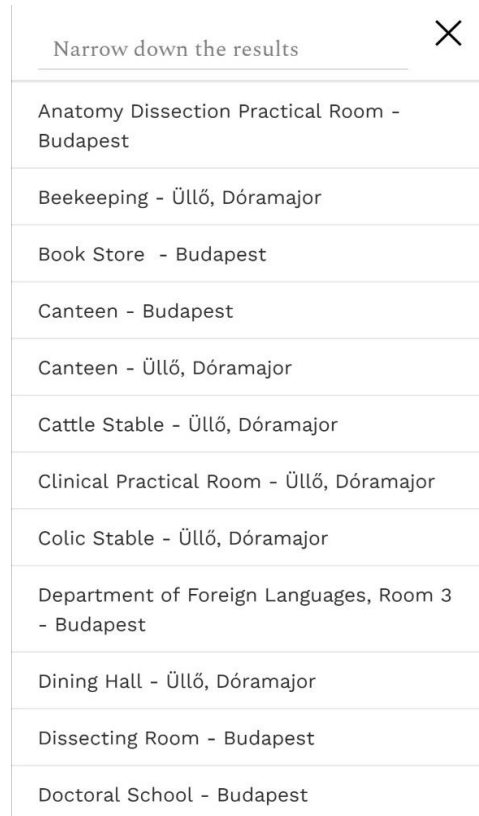 Narrow down the results
Anatomy Dissection Practical Room -
Budapest
Beekeeping - Üllő, Dóramajor
Book Store  - Budapest
Canteen - Budapest
Canteen - Üllő, Dóramajor
Cattle Stable - Üllő, Dóramajor
Clinical Practical Room - Üllő, Dóramajor
Colic Stable - Üllő, Dóramajor
Department of Foreign Languages, Room 3
- Budapest
Dining Hall - Üllő, Dóramajor
Dissecting Room - Budapest
Doctoral School - Budapest